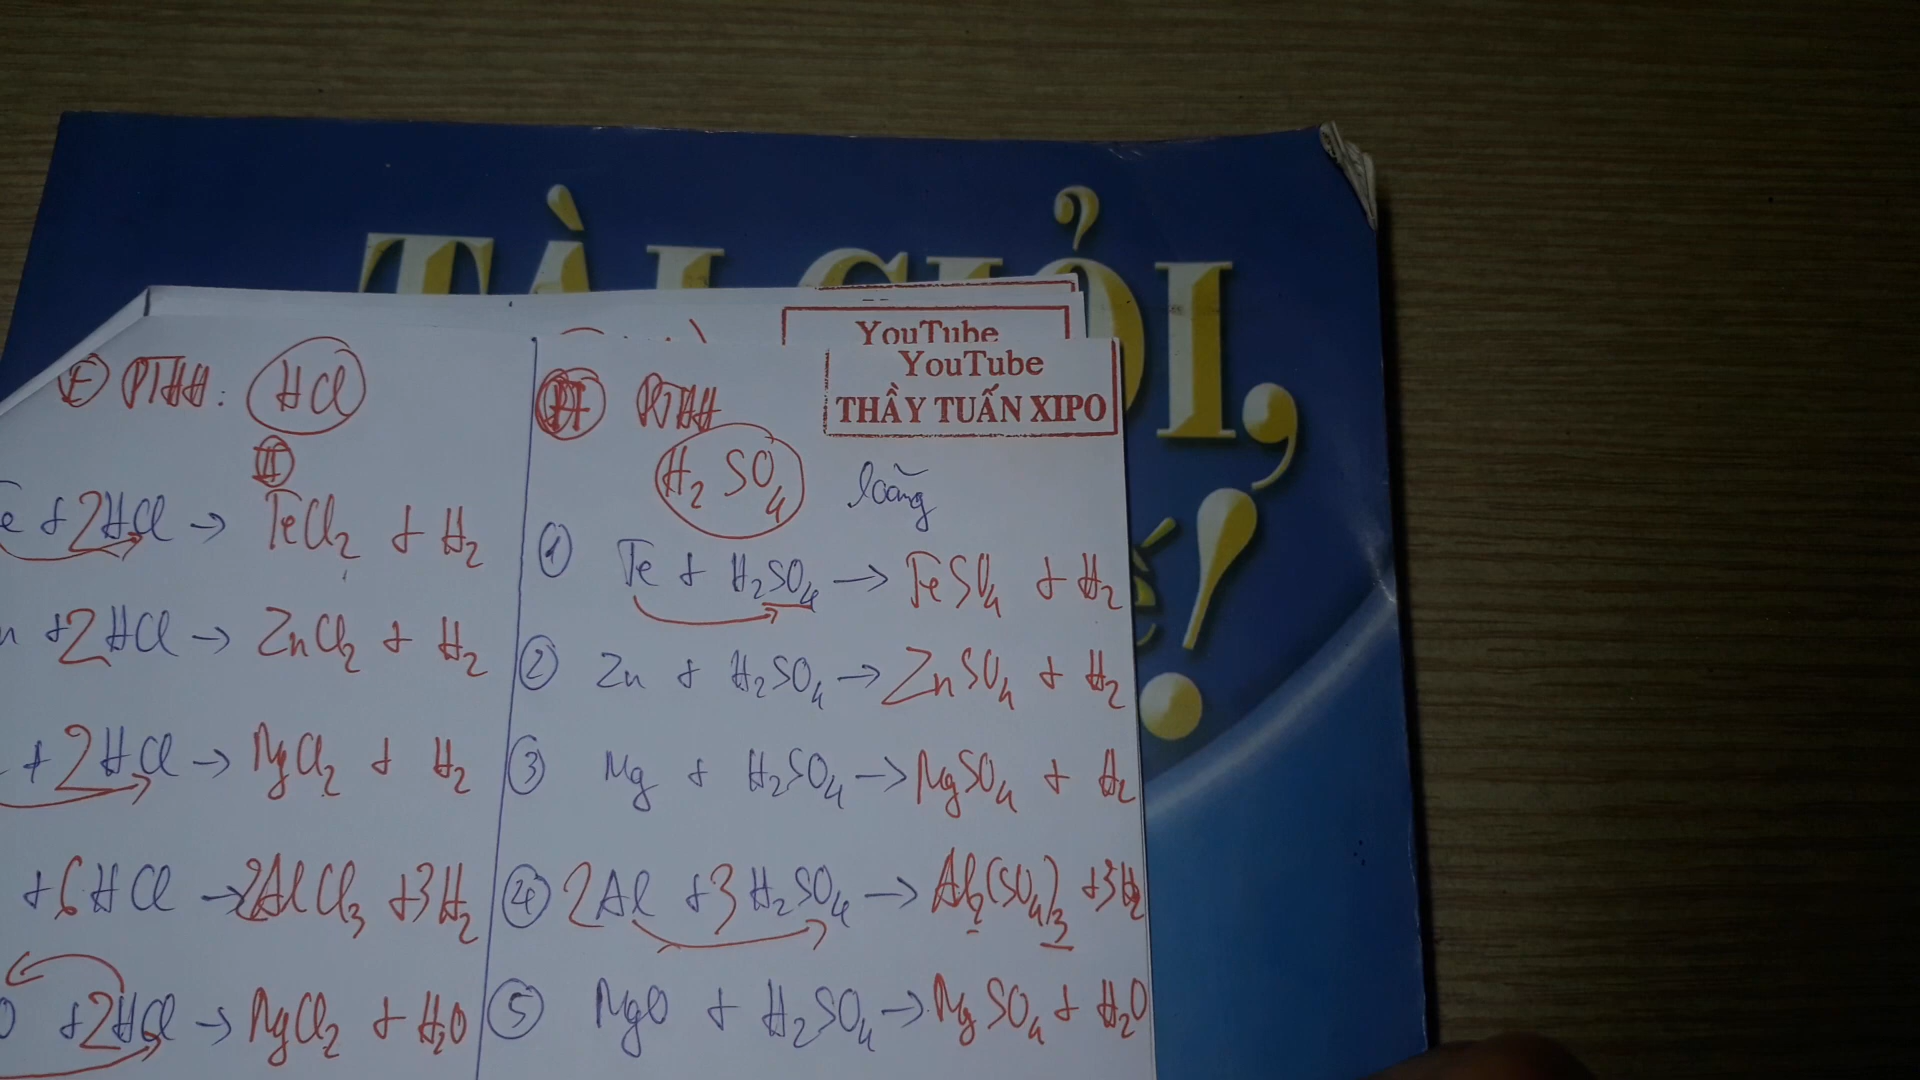 TÀI GIỎI,
YouTube
YouTube
THẦY TUẤN XIPO
I PTHH: HCl
II
e + 2HCl → FeCl₂ + H₂
n + 2HCl → ZnCl₂ + H₂
+ 2HCl → MgCl₂ + H₂
+ 6HCl → 2AlCl₃ + 3H₂
O + 2HCl → MgCl₂ + H₂O
PTHH
H₂SO₄ loãng
① Fe + H₂SO₄ → FeSO₄ + H₂
② Zn + H₂SO₄ → ZnSO₄ + H₂
③ Mg + H₂SO₄ → MgSO₄ + H₂
④ 2Al + 3H₂SO₄ → Al₂(SO₄)₃ + 3H₂
⑤ MgO + H₂SO₄ → MgSO₄ + H₂O